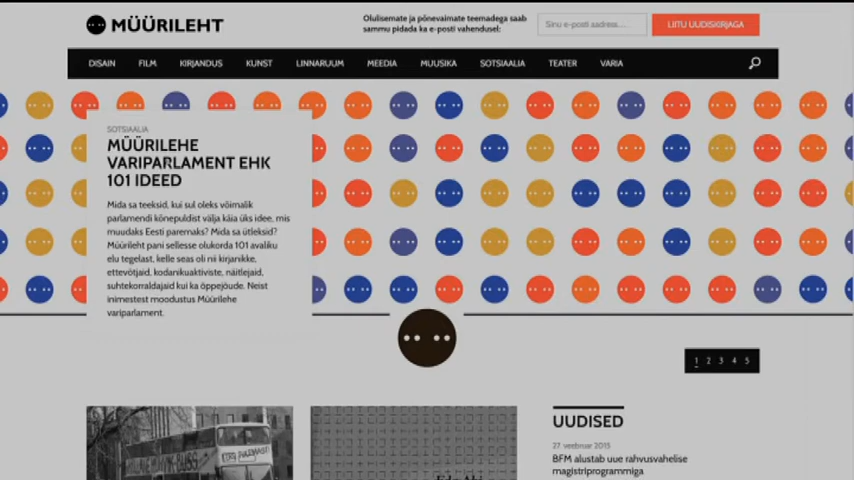 MÜÜRILEHT
Olulisemate ja põnevaimate teemadega saab
sammu pidada ka e-posti vahendusel:
Sinu e-posti aadress....
LIITU UUDISKIRJAGA
DISAIN FILM KIRJANDUS KUNST LINNARUUM MEEDIA MUUSIKA SOTSIAALIA TEATER VARIA
SOTSIAALIA
MÜÜRILEHE
VARIPARLAMENT EHK
101 IDEED
Mida sa teeksid, kui sul oleks võimalik
parlamendi kõnepuldist välja käia üks idee, mis
muudaks Eesti paremaks? Mida sa ütleksid?
Müürileht pani sellesse olukorda 101 avaliku
elu tegelast, kelle seas oli nii kirjanikke,
ettevõtjaid, kodanikuaktiviste, näitlejaid,
suhtekorraldajaid kui ka õppejõude. Neist
inimestest moodustus Müürilehe
variparlament.
1 2 3 4 5
UUDISED
27 veebruar 2015
BFM alustab uue rahvusvahelise
magistriprogrammiga